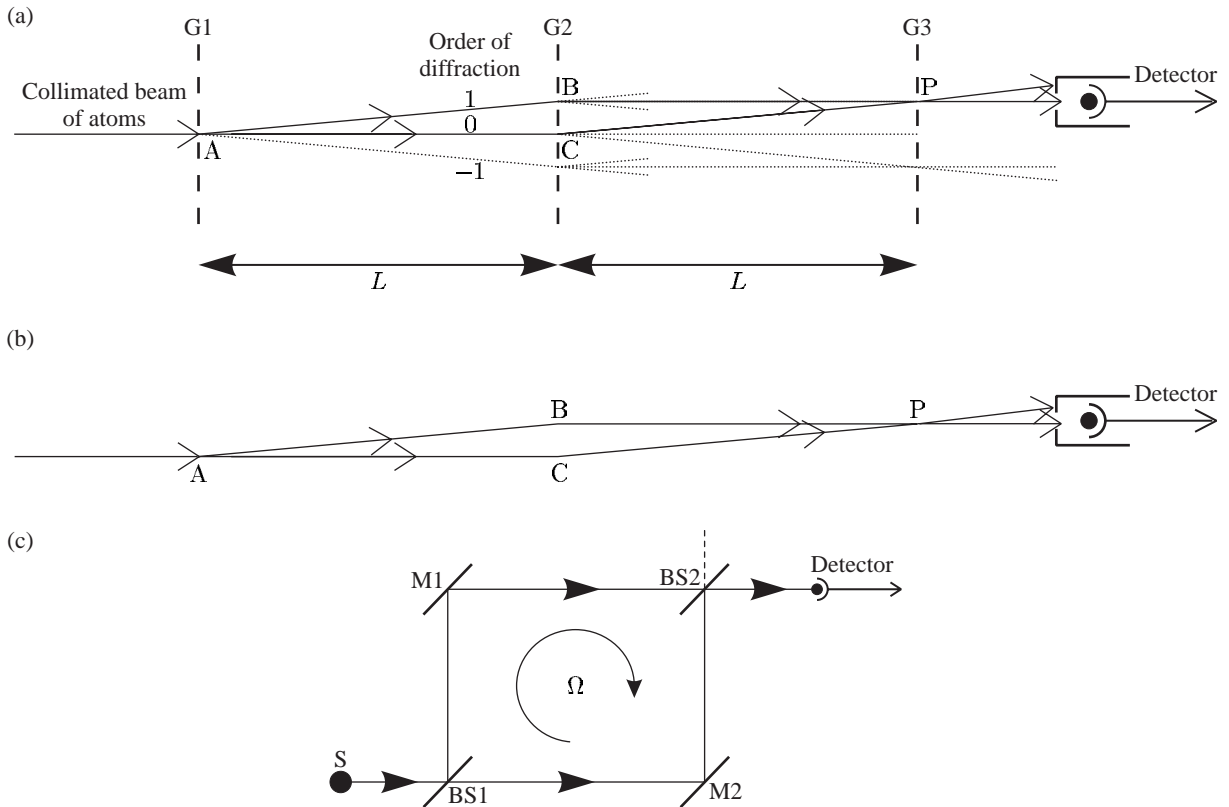 (a)
G1
G2
G3
Order of
diffraction
Collimated beam
of atoms
1
0
−1
A
B
C
P
Detector
L
L
(b)
A
B
C
P
Detector
(c)
M1
BS2
Detector
Ω
S
BS1
M2